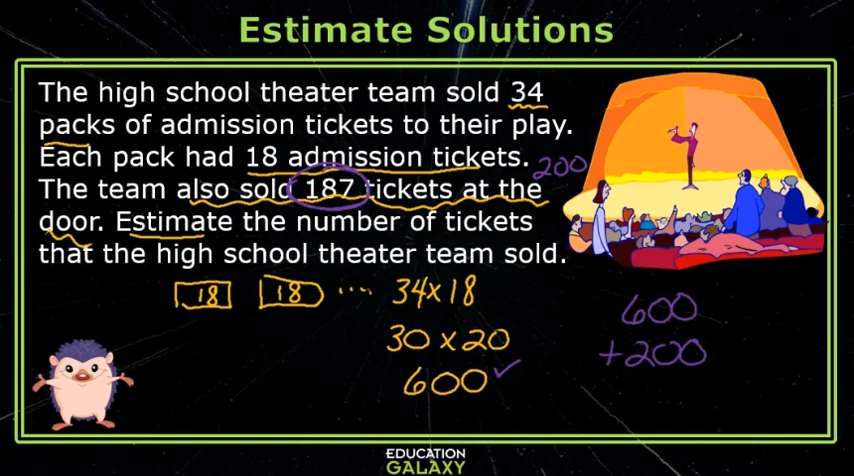 Estimate Solutions
The high school theater team sold 34
packs of admission tickets to their play.
Each pack had 18 admission tickets.
200
The team also sold 187 tickets at the
door. Estimate the number of tickets
that the high school theater team sold.
18 18 .... 34x18
30 x 20
600
600
+200
EDUCATION
GALAXY